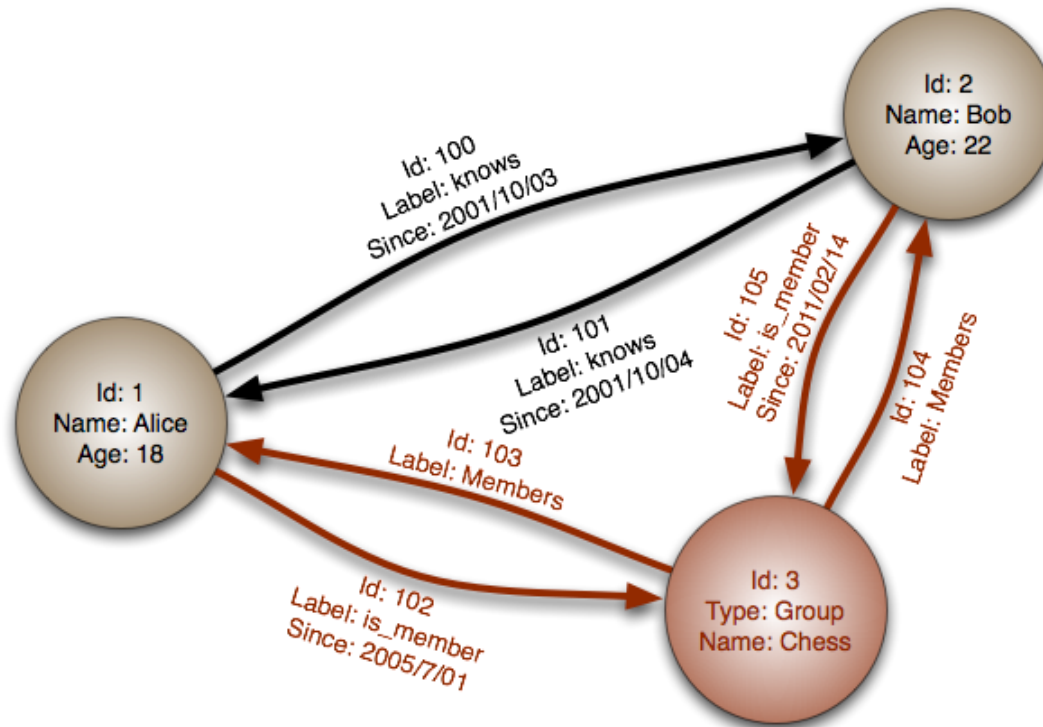 Id: 2
Name: Bob
Age: 22
Id: 100
Label: knows
Since: 2001/10/03
Id: 101
Label: knows
Since: 2001/10/04
Id: 105
Label: is_member
Since: 2011/02/14
Id: 104
Label: Members
Id: 1
Name: Alice
Age: 18
Id: 103
Label: Members
Id: 102
Label: is_member
Since: 2005/7/01
Id: 3
Type: Group
Name: Chess